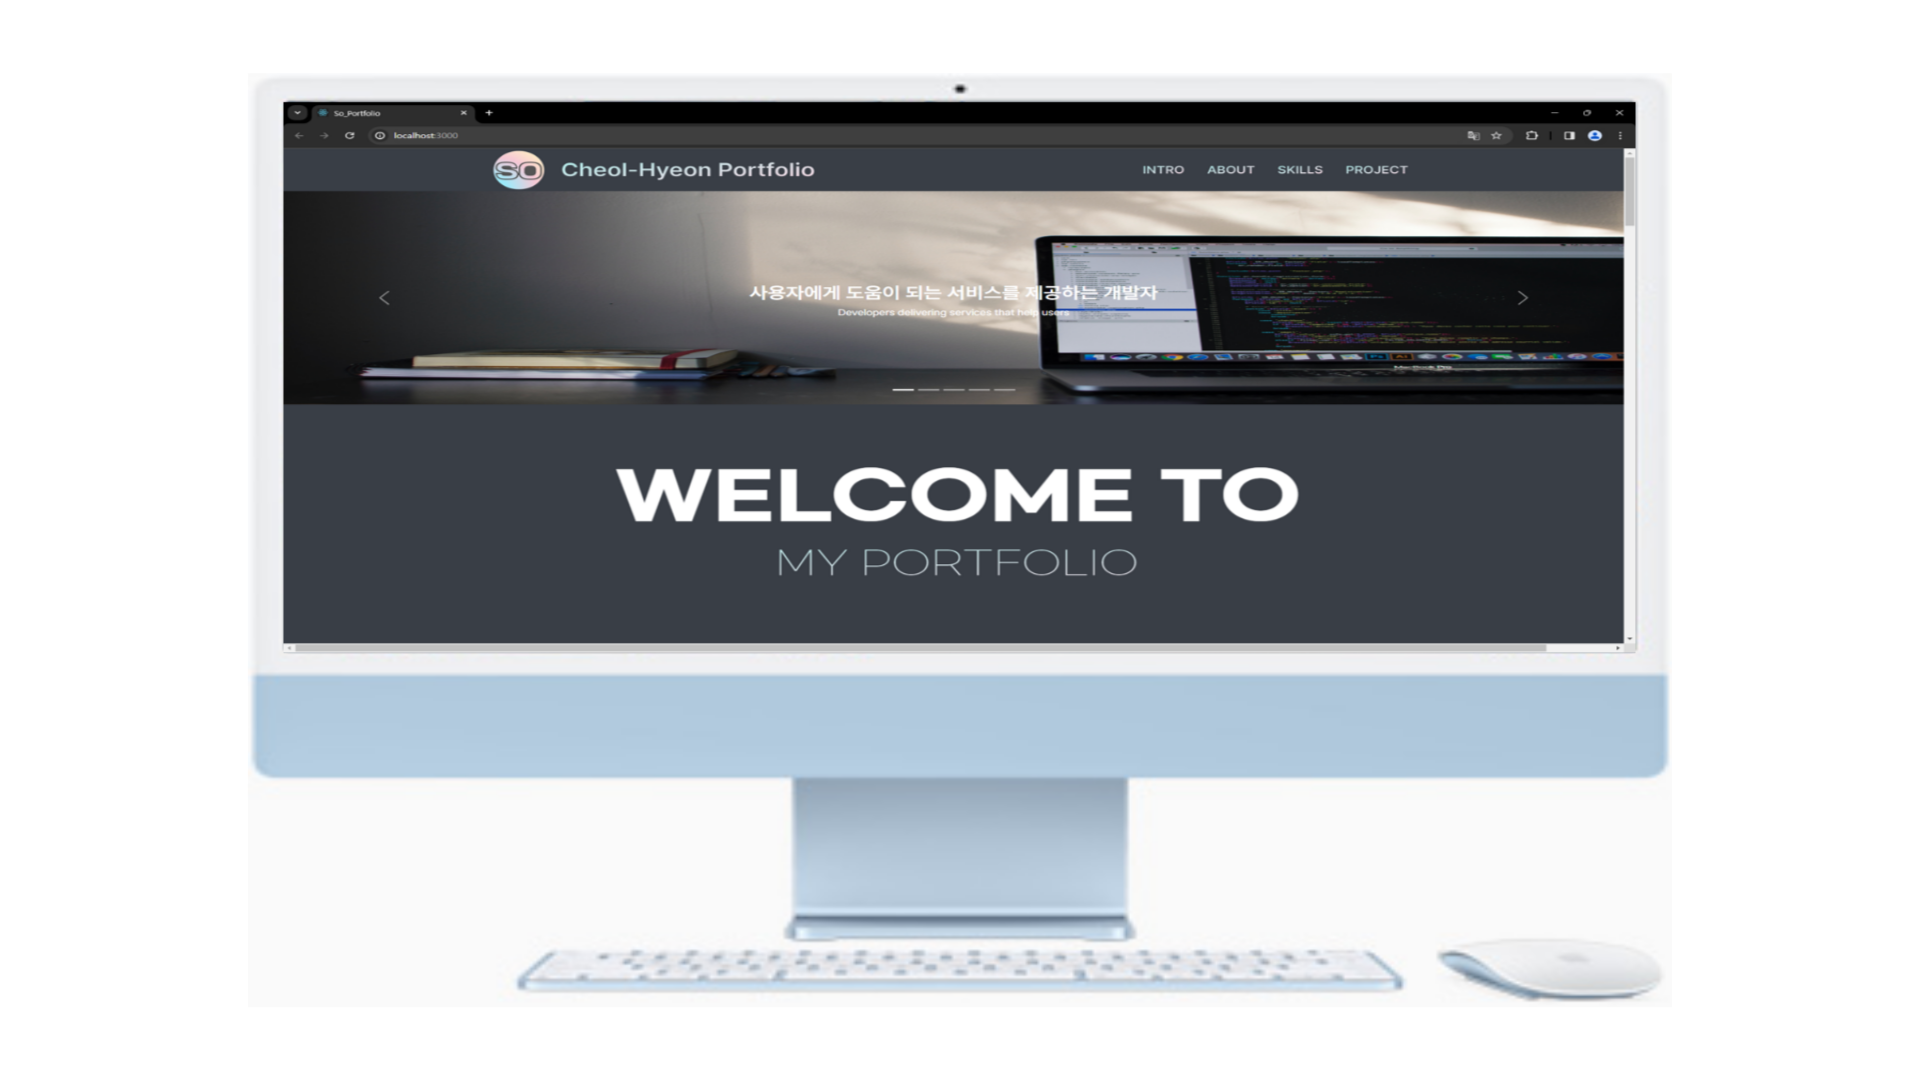 So_Portfolio
localhost:3000
SO
Cheol-Hyeon Portfolio
INTRO ABOUT SKILLS PROJECT
사용자에게 도움이 되는 서비스를 제공하는 개발자
Developers delivering services that help users
MacBook Pro
WELCOME TO
MY PORTFOLIO